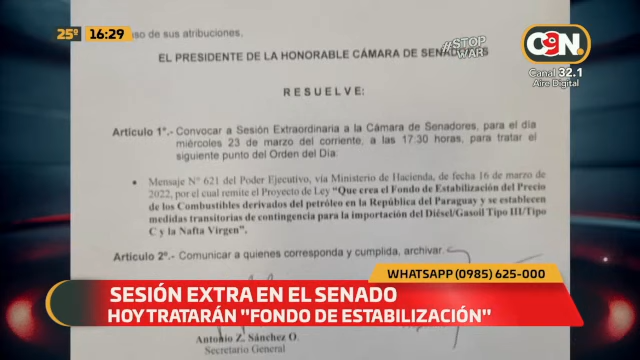 25º 16:29
so de sus atribuciones.
EL PRESIDENTE DE LA HONORABLE CÁMARA DE
#STOP
WAR
C9N
Canal 32.1
Aire Digital
RESUELVE:
Artículo 1°.- Convocar a Sesión Extraordinaria a la Cámara de Senadores, para el día
miércoles 23 de marzo del corriente, a las 17:30 horas, para tratar el
siguiente punto del Orden del Día:
• Mensaje N° 621 del Poder Ejecutivo, vía Ministerio de Hacienda, de fecha 16 de marzo de
2022, por el cual remite el Proyecto de Ley "Que crea el Fondo de Estabilización del Precio
de los Combustibles derivados del petróleo en la República del Paraguay y se establecen
medidas transitorias de contingencia para la importación del Diésel/Gasoil Tipo III/Tipo
C y la Nafta Virgen".
Artículo 2º.- Comunicar a quienes corresponda y cumplida, archivar.
WHATSAPP (0985) 625-000
SESIÓN EXTRA EN EL SENADO
HOY TRATARÁN "FONDO DE ESTABILIZACIÓN"
Antonio Z. Sánchez O.
Secretario General